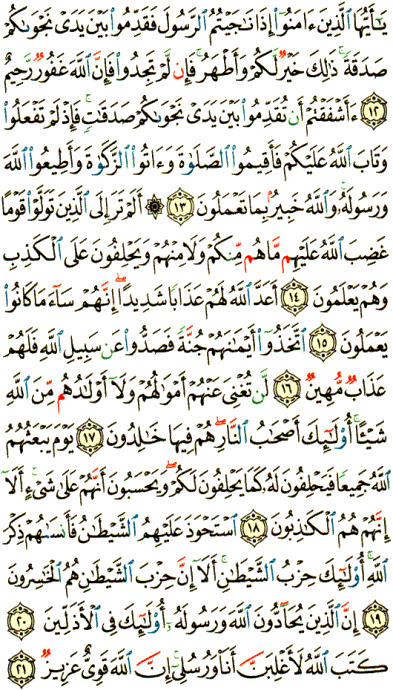 يَٰٓأَيُّهَا ٱلَّذِينَ ءَامَنُوٓا۟ إِذَا نَٰجَيْتُمُ ٱلرَّسُولَ فَقَدِّمُوا۟ بَيْنَ يَدَىْ نَجْوَىٰكُمْ
صَدَقَةً ۚ ذَٰلِكَ خَيْرٌ لَّكُمْ وَأَطْهَرُ ۚ فَإِن لَّمْ تَجِدُوا۟ فَإِنَّ ٱللَّهَ غَفُورٌ رَّحِيمٌ
١٢ ءَأَشْفَقْتُمْ أَن تُقَدِّمُوا۟ بَيْنَ يَدَىْ نَجْوَىٰكُمْ صَدَقَٰتٍ ۚ فَإِذْ لَمْ تَفْعَلُوا۟
وَتَابَ ٱللَّهُ عَلَيْكُمْ فَأَقِيمُوا۟ ٱلصَّلَوٰةَ وَءَاتُوا۟ ٱلزَّكَوٰةَ وَأَطِيعُوا۟ ٱللَّهَ
وَرَسُولَهُۥ ۚ وَٱللَّهُ خَبِيرٌۢ بِمَا تَعْمَلُونَ ١٣ ۞ أَلَمْ تَرَ إِلَى ٱلَّذِينَ تَوَلَّوْا۟ قَوْمًا
غَضِبَ ٱللَّهُ عَلَيْهِم مَّا هُم مِّنكُمْ وَلَا مِنْهُمْ وَيَحْلِفُونَ عَلَى ٱلْكَذِبِ
وَهُمْ يَعْلَمُونَ ١٤ أَعَدَّ ٱللَّهُ لَهُمْ عَذَابًا شَدِيدًا ۖ إِنَّهُمْ سَآءَ مَا كَانُوا۟
يَعْمَلُونَ ١٥ ٱتَّخَذُوٓا۟ أَيْمَٰنَهُمْ جُنَّةً فَصَدُّوا۟ عَن سَبِيلِ ٱللَّهِ فَلَهُمْ
عَذَابٌ مُّهِينٌ ١٦ لَّن تُغْنِىَ عَنْهُمْ أَمْوَٰلُهُمْ وَلَآ أَوْلَٰدُهُم مِّنَ ٱللَّهِ
شَيْـًٔا ۚ أُو۟لَٰٓئِكَ أَصْحَٰبُ ٱلنَّارِ ۖ هُمْ فِيهَا خَٰلِدُونَ ١٧ يَوْمَ يَبْعَثُهُمُ
ٱللَّهُ جَمِيعًا فَيَحْلِفُونَ لَهُۥ كَمَا يَحْلِفُونَ لَكُمْ ۖ وَيَحْسَبُونَ أَنَّهُمْ عَلَىٰ شَىْءٍ ۚ أَلَآ
إِنَّهُمْ هُمُ ٱلْكَٰذِبُونَ ١٨ ٱسْتَحْوَذَ عَلَيْهِمُ ٱلشَّيْطَٰنُ فَأَنسَىٰهُمْ ذِكْرَ
ٱللَّهِ ۚ أُو۟لَٰٓئِكَ حِزْبُ ٱلشَّيْطَٰنِ ۚ أَلَآ إِنَّ حِزْبَ ٱلشَّيْطَٰنِ هُمُ ٱلْخَٰسِرُونَ
١٩ إِنَّ ٱلَّذِينَ يُحَآدُّونَ ٱللَّهَ وَرَسُولَهُۥٓ أُو۟لَٰٓئِكَ فِى ٱلْأَذَلِّينَ ٢٠
كَتَبَ ٱللَّهُ لَأَغْلِبَنَّ أَنَا۠ وَرُسُلِىٓ ۚ إِنَّ ٱللَّهَ قَوِىٌّ عَزِيزٌ ٢١